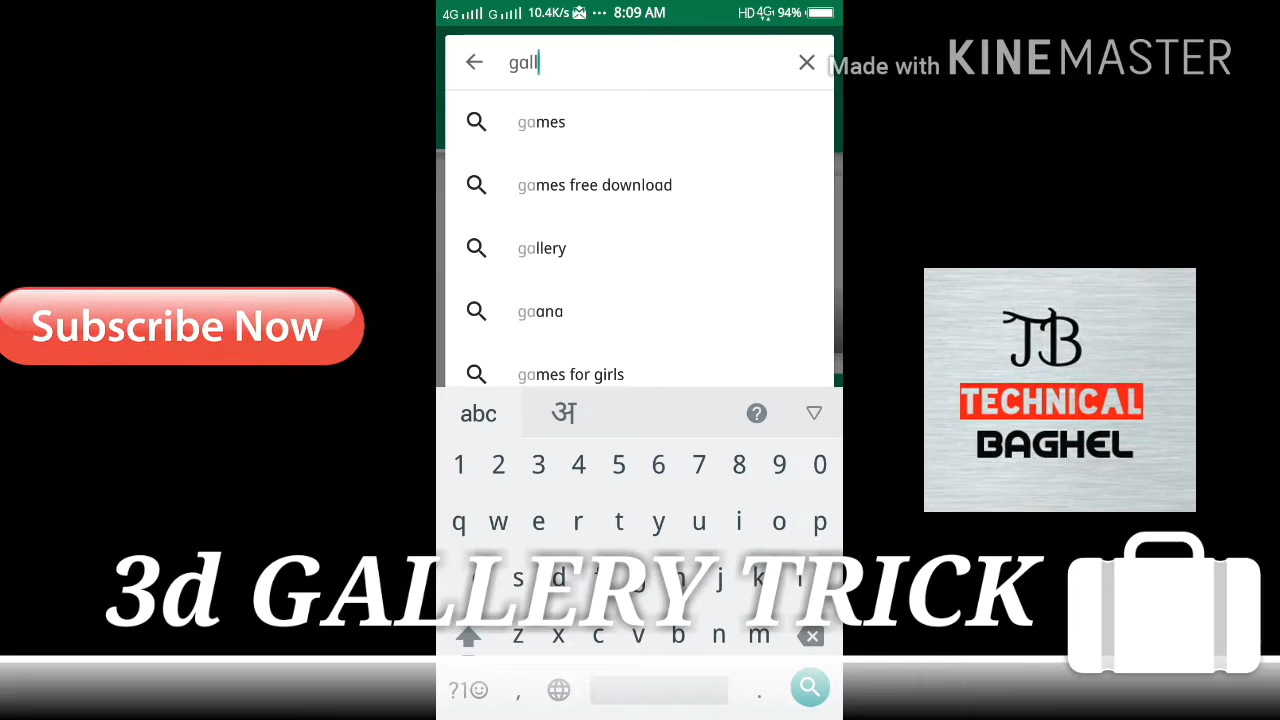 4G G 10.4K/s ... 8:09 AM HD 4G 94%
gall
Made with KINEMASTER
games
games free download
gallery
gaana
games for girls
Subscribe Now
JB
TECHNICAL
BAGHEL
abc अ ?
1 2 3 4 5 6 7 8 9 0
q w e r t y u i o p
s d g h j k
3d GALLERY TRICK
z x c v b n m
?1☺ , .